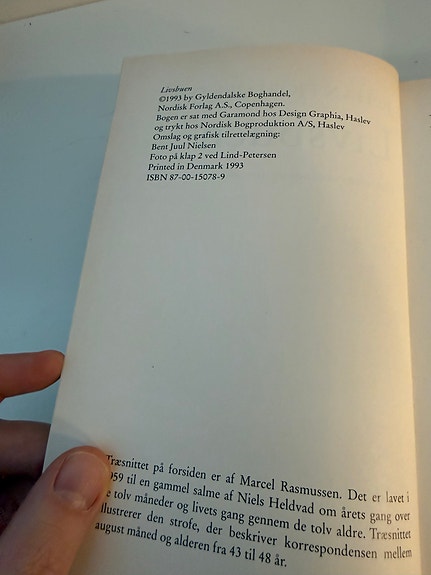 Livsbuen
©1993 by Gyldendalske Boghandel,
Nordisk Forlag A.S., Copenhagen.
Bogen er sat med Garamond hos Design Graphia, Haslev
og trykt hos Nordisk Bogproduktion A/S, Haslev
Omslag og grafisk tilrettelægning:
Bent Juul Nielsen
Foto på klap 2 ved Lind-Petersen
Printed in Denmark 1993
ISBN 87-00-15078-9
Træsnittet på forsiden er af Marcel Rasmussen. Det er lavet i
1959 til en gammel salme af Niels Heldvad om årets gang over
tolv måneder og livets gang gennem de tolv aldre. Træsnittet
illustrerer den strofe, der beskriver korrespondensen mellem
august måned og alderen fra 43 til 48 år.